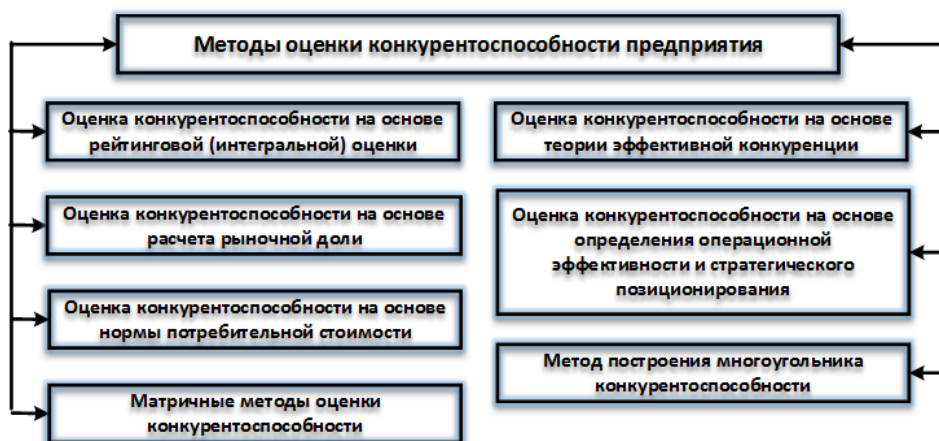 Методы оценки конкурентоспособности предприятия
Оценка конкурентоспособности на основе
рейтинговой (интегральной) оценки
Оценка конкурентоспособности на основе
расчета рыночной доли
Оценка конкурентоспособности на основе
нормы потребительной стоимости
Матричные методы оценки
конкурентоспособности
Оценка конкурентоспособности на основе
теории эффективной конкуренции
Оценка конкурентоспособности на основе
определения операционной
эффективности и стратегического
позиционирования
Метод построения многоугольника
конкурентоспособности